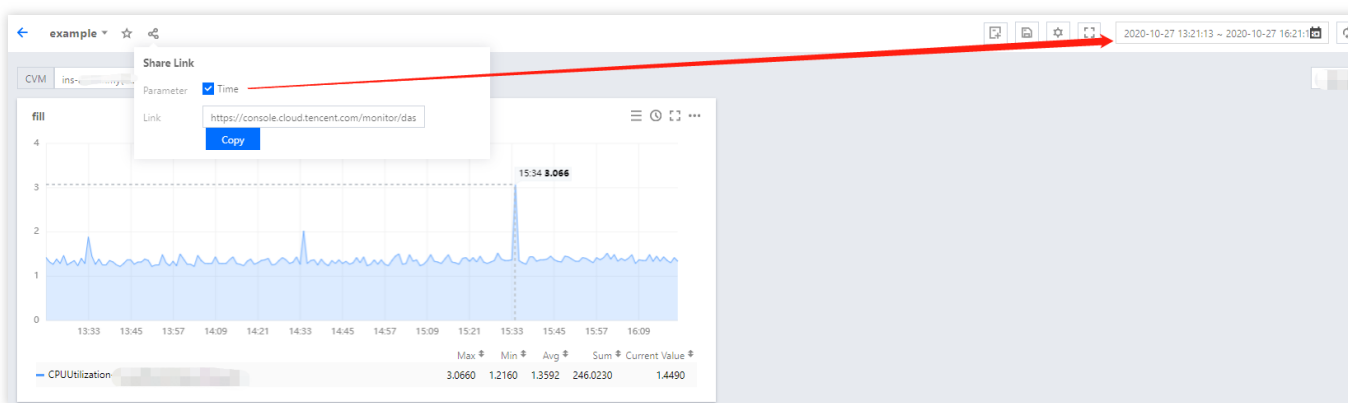 example
2020-10-27 13:21:13 ~ 2020-10-27 16:21:1
Share Link
CVM ins-
Parameter Time
Link https://console.cloud.tencent.com/monitor/das
Copy
fill
4
15:34 3.066
3
2
1
0
13:33 13:45 13:57 14:09 14:21 14:33 14:45 14:57 15:09 15:21 15:33 15:45 15:57 16:09
Max Min Avg Sum Current Value
CPUUtilization- 3.0660 1.2160 1.3592 246.0230 1.4490